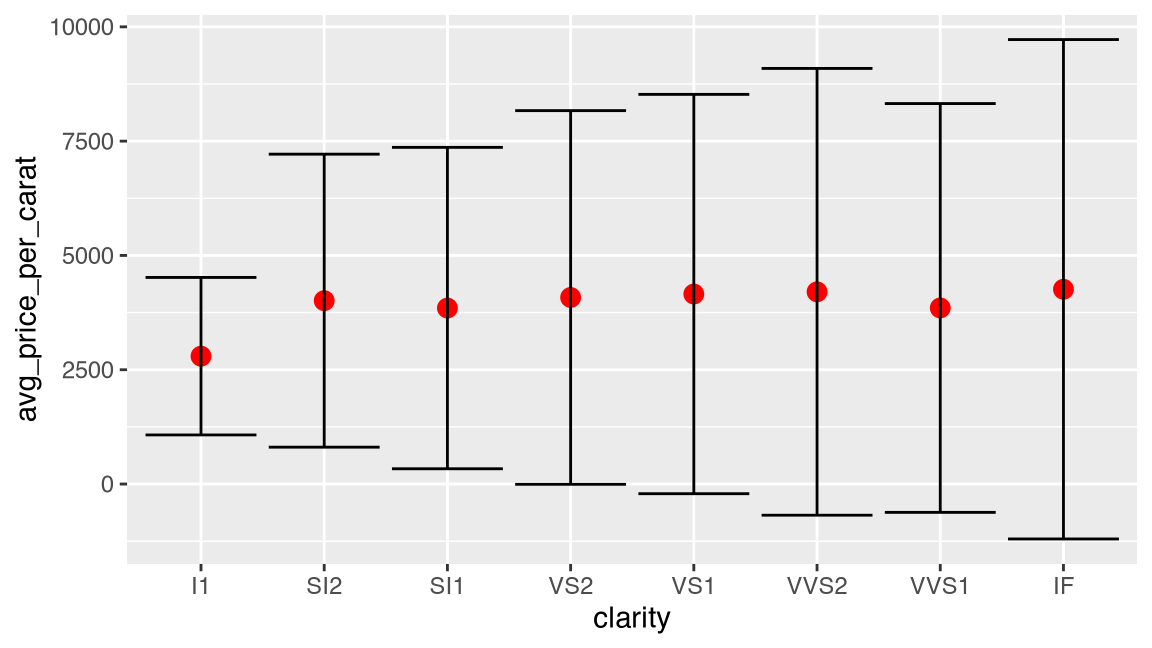 avg_price_per_carat
10000
7500
5000
2500
0
I1 SI2 SI1 VS2 VS1 VVS2 VVS1 IF
clarity